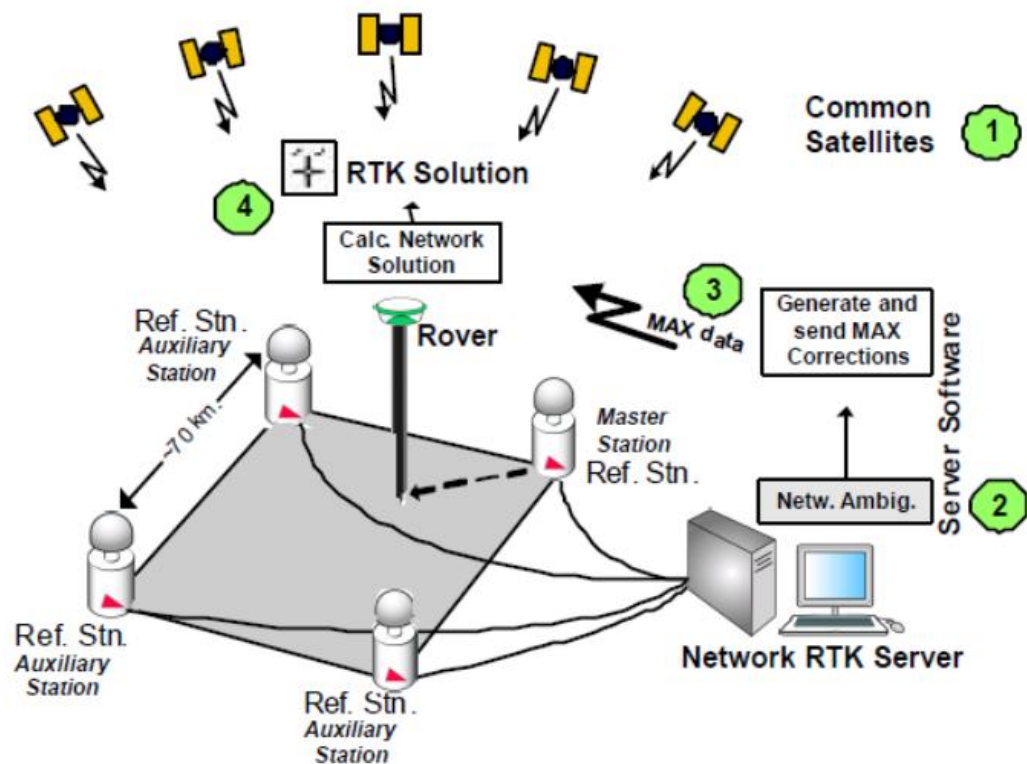 Common
Satellites
1
RTK Solution
4
Calc. Network
Solution
3
Generate and
send MAX
Corrections
MAX data
Rover
Ref. Stn.
Auxiliary
Station
~70 km.
Master
Station
Ref. Stn.
Server Software
Netw. Ambig.
2
Ref. Stn.
Auxiliary
Station
Ref. Stn.
Auxiliary
Station
Network RTK Server